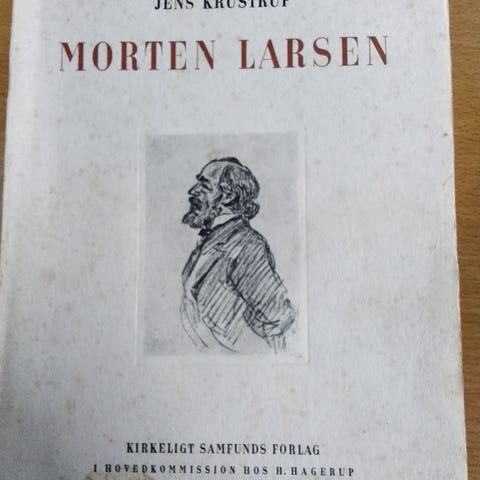 JENS KRUSTRUP
MORTEN LARSEN
KIRKELIGT SAMFUNDS FORLAG
I HOVEDKOMMISSION HOS H. HAGERUP